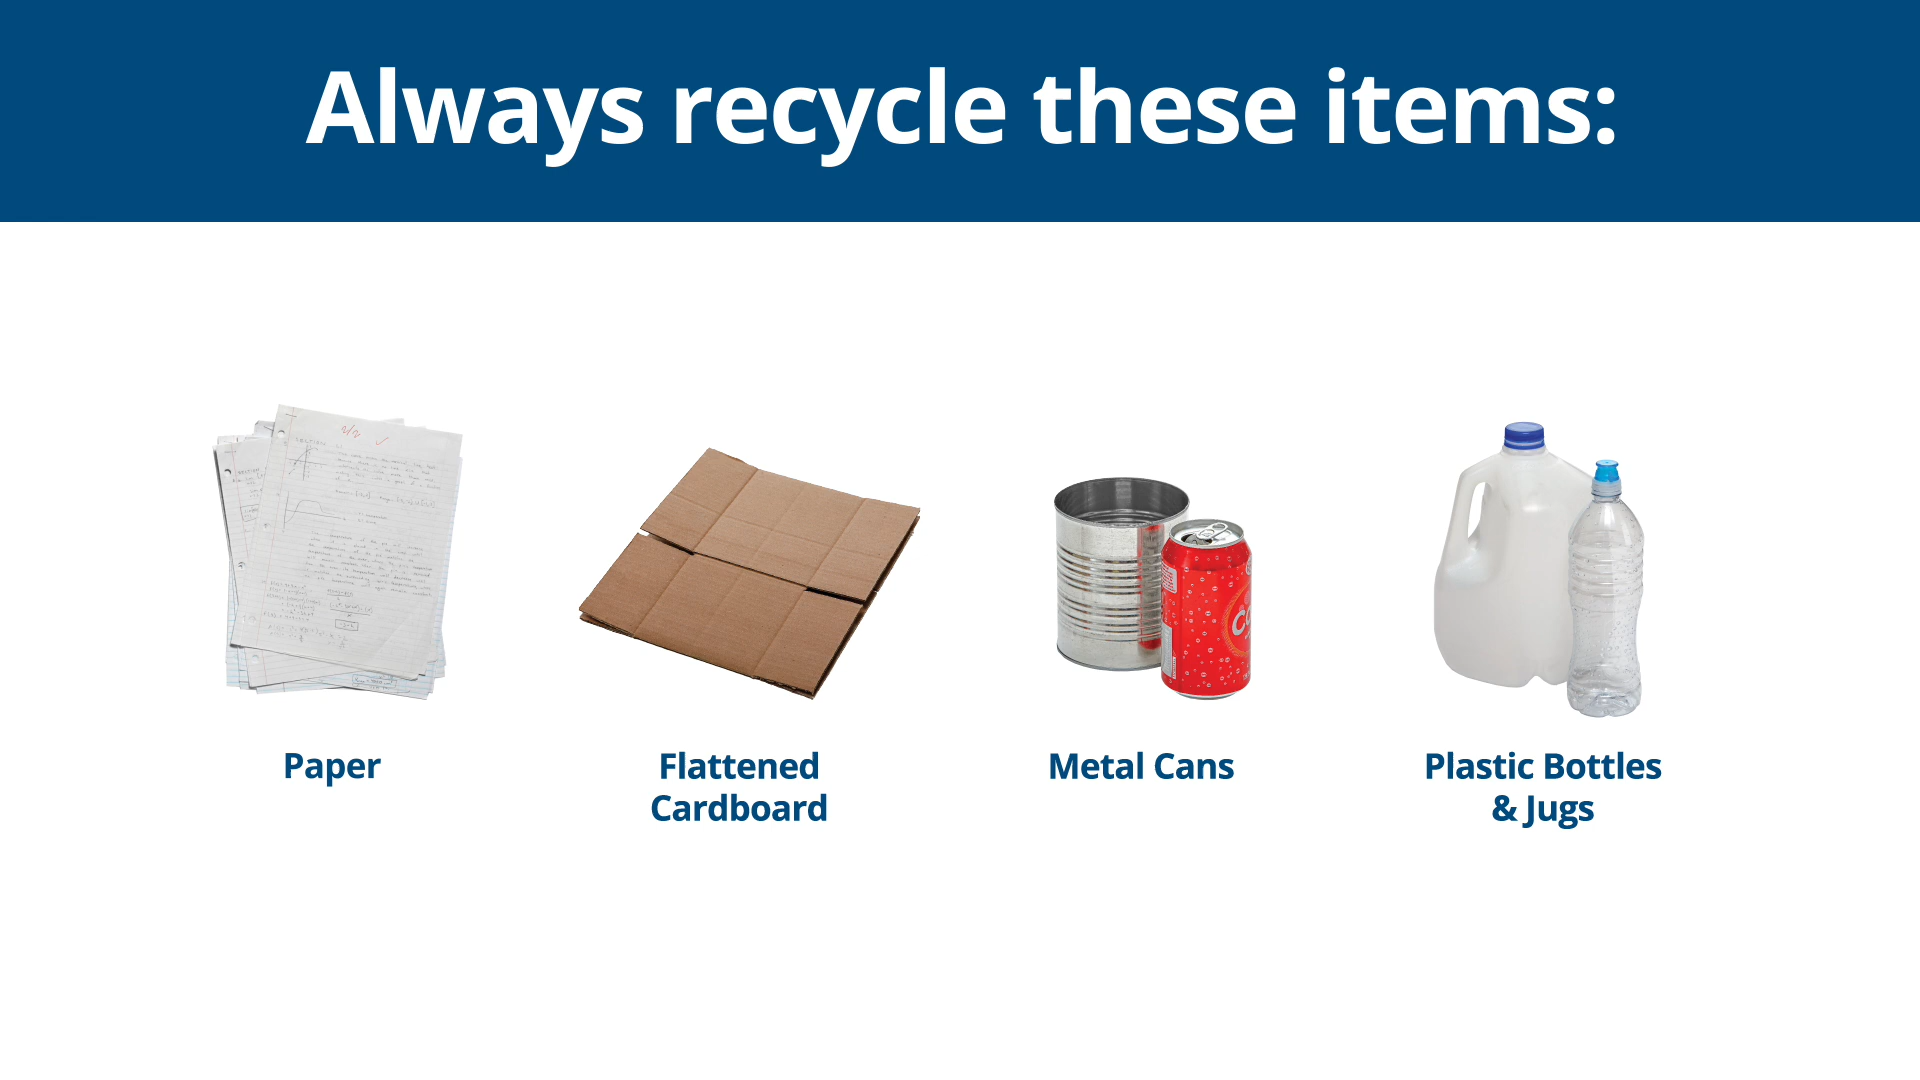 Always recycle these items:
Paper
Flattened
Cardboard
Metal Cans
Plastic Bottles
& Jugs